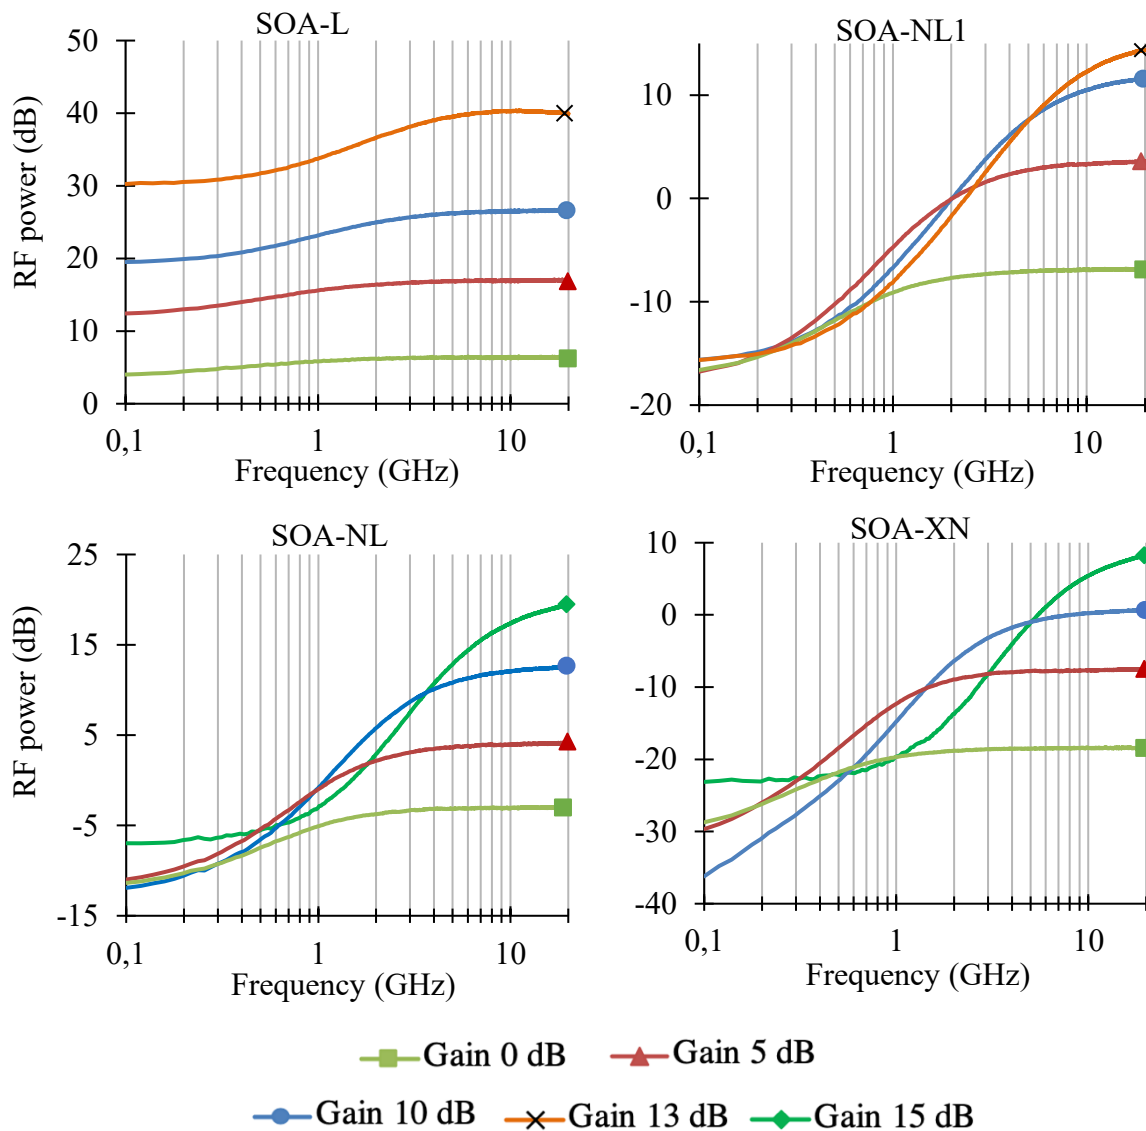 SOA-L
50
40
30
20
10
0
RF power (dB)
0,1 1 10
Frequency (GHz)
SOA-NL1
10
0
-10
-20
0,1 1 10
Frequency (GHz)
SOA-NL
25
15
5
-5
-15
RF power (dB)
0,1 1 10
Frequency (GHz)
SOA-XN
10
0
-10
-20
-30
-40
0,1 1 10
Frequency (GHz)
Gain 0 dB Gain 5 dB
Gain 10 dB Gain 13 dB Gain 15 dB